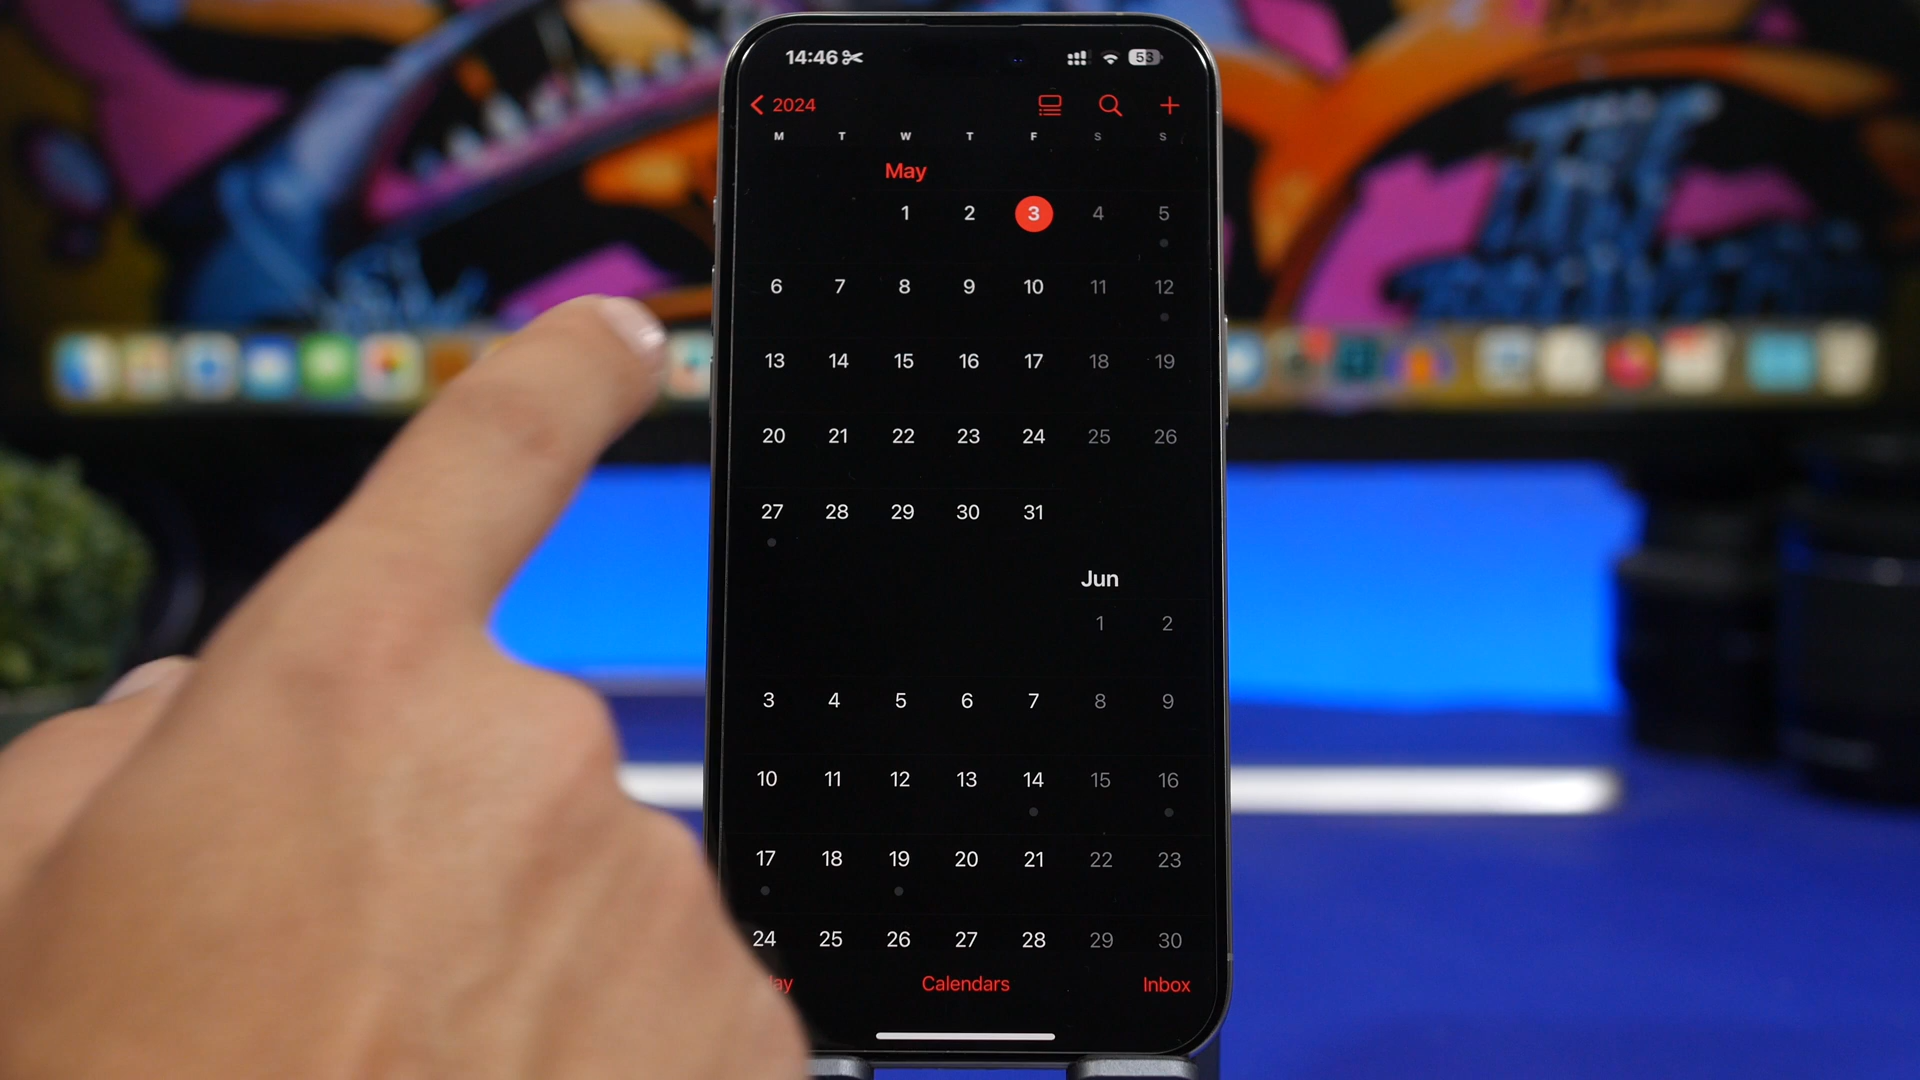 14:46 53
2024
M T W T F S S
May
1 2 3 4 5
6 7 8 9 10 11 12
13 14 15 16 17 18 19
20 21 22 23 24 25 26
27 28 29 30 31
Jun
1 2
3 4 5 6 7 8 9
10 11 12 13 14 15 16
17 18 19 20 21 22 23
24 25 26 27 28 29 30
ay Calendars Inbox